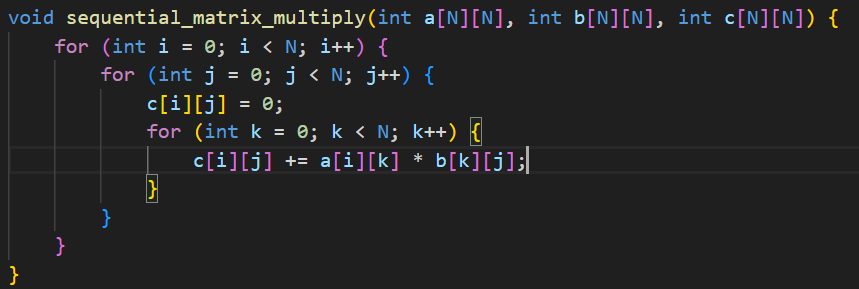 void sequential_matrix_multiply(int a[N][N], int b[N][N], int c[N][N]) {
    for (int i = 0; i < N; i++) {
        for (int j = 0; j < N; j++) {
            c[i][j] = 0;
            for (int k = 0; k < N; k++) {
                c[i][j] += a[i][k] * b[k][j];
            }
        }
    }
}